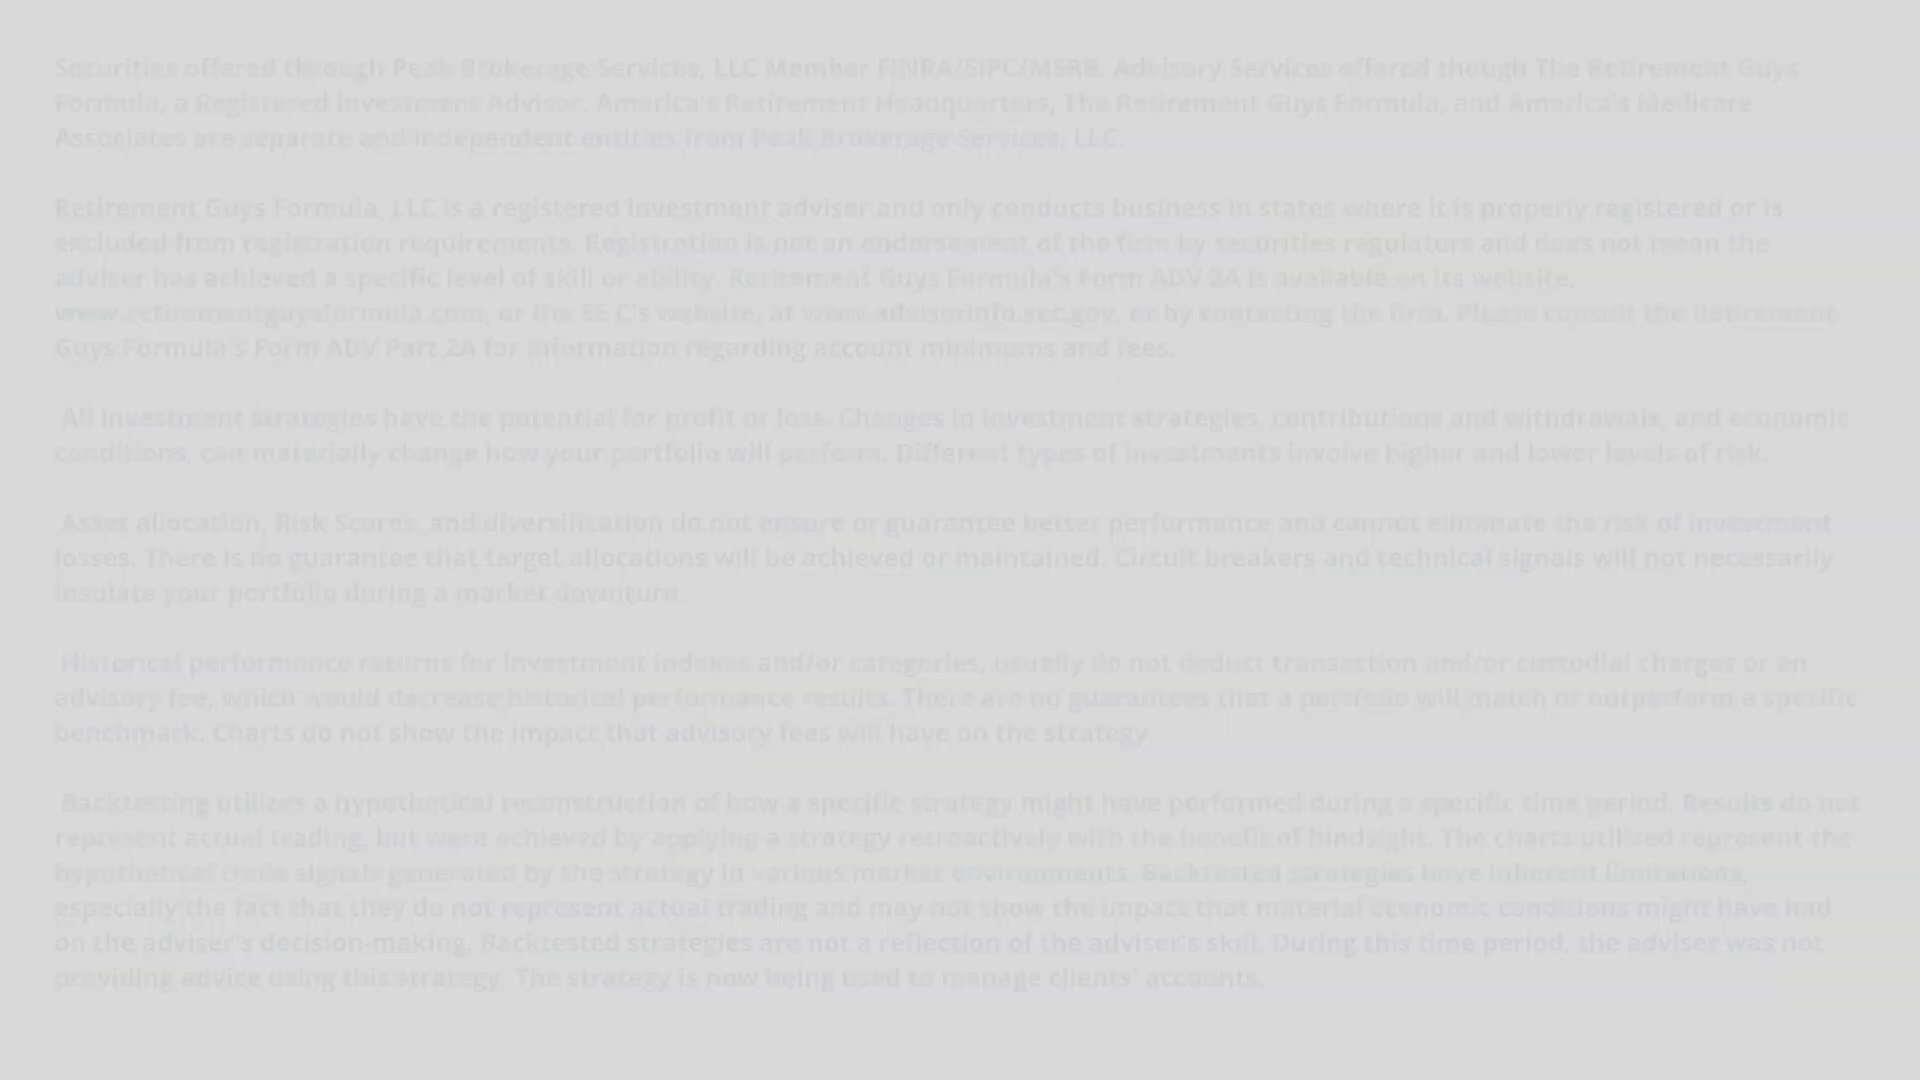 Securities offered through Peak Brokerage Services, LLC Member FINRA/SIPC/MSRB. Advisory Services offered though The Retirement Guys
Formula, a Registered Investment Advisor. America's Retirement Headquarters, The Retirement Guys Formula, and America's Medicare
Associates are separate and independent entities from Peak Brokerage Services, LLC.
Retirement Guys Formula, LLC is a registered investment adviser and only conducts business in states where it is properly registered or is
excluded from registration requirements. Registration is not an endorsement of the firm by securities regulators and does not mean the
adviser has achieved a specific level of skill or ability. Retirement Guys Formula's Form ADV 2A is available on its website,
www.retirementguysformula.com, or the EE C's website, at www.advisorinfo.sec.gov, or by contacting the firm. Please consult the Retirement
Guys Formula's Form ADV Part 2A for information regarding account minimums and fees.
All investment strategies have the potential for profit or loss. Changes in investment strategies, contributions and withdrawals, and economic
conditions, can materially change how your portfolio will perform. Different types of investments involve higher and lower levels of risk.
Asset allocation, Risk Scores, and diversification do not ensure or guarantee better performance and cannot eliminate the risk of investment
losses. There is no guarantee that target allocations will be achieved or maintained. Circuit breakers and technical signals will not necessarily
insulate your portfolio during a market downturn.
Historical performance returns for investment indexes and/or categories, usually do not deduct transaction and/or custodial charges or an
advisory fee, which would decrease historical performance results. There are no guarantees that a portfolio will match or outperform a specific
benchmark. Charts do not show the impact that advisory fees will have on the strategy
Backtesting utilizes a hypothetical reconstruction of how a specific strategy might have performed during a specific time period. Results do not
represent actual trading, but were achieved by applying a strategy retroactively with the benefit of hindsight. The charts utilized represent the
hypothetical trade signals generated by the strategy in various market environments. Backtested strategies have inherent limitations,
especially the fact that they do not represent actual trading and may not show the impact that material economic conditions might have had
on the adviser's decision-making. Backtested strategies are not a reflection of the adviser's skill. During this time period, the adviser was not
providing advice using this strategy. The strategy is now being used to manage clients' accounts.